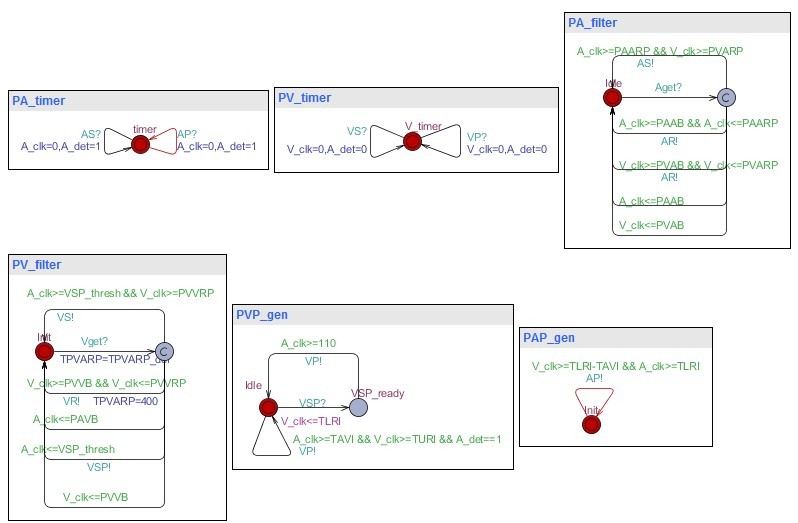 PA_filter
A_clk>=PAARP && V_clk>=PVARP
AS!
Idle
Aget?
C
A_clk>=PAAB && A_clk<=PAARP
AR!
V_clk>=PVAB && V_clk<=PVARP
AR!
A_clk<=PAAB
V_clk<=PVAB
PA_timer
timer
AS?
AP?
A_clk=0,A_det=1
A_clk=0,A_det=1
PV_timer
V_timer
VS?
VP?
V_clk=0,A_det=0
V_clk=0,A_det=0
PV_filter
A_clk>=VSP_thresh && V_clk>=PVVRP
VS!
Init
Vget?
C
V_clk>=PVVB && V_clk<=PVVRP
VR!
TPVARP=400
A_clk<=PAVB
A_clk<=VSP_thresh
VSP!
V_clk<=PVVB
PVP_gen
A_clk>=110
VP!
Idle
VSP_ready
VSP?
V_clk<=TLRI
A_clk>=TAVI && V_clk>=TURI && A_det==1
VP!
PAP_gen
V_clk>=TLRI-TAVI && A_clk>=TLRI
AP!
Init